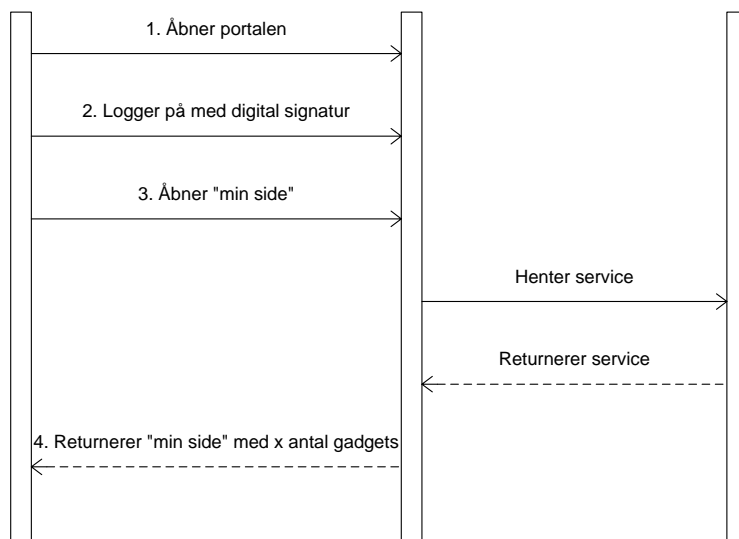 1. Åbner portalen
2. Logger på med digital signatur
3. Åbner "min side"
Henter service
Returnerer service
4. Returnerer "min side" med x antal gadgets